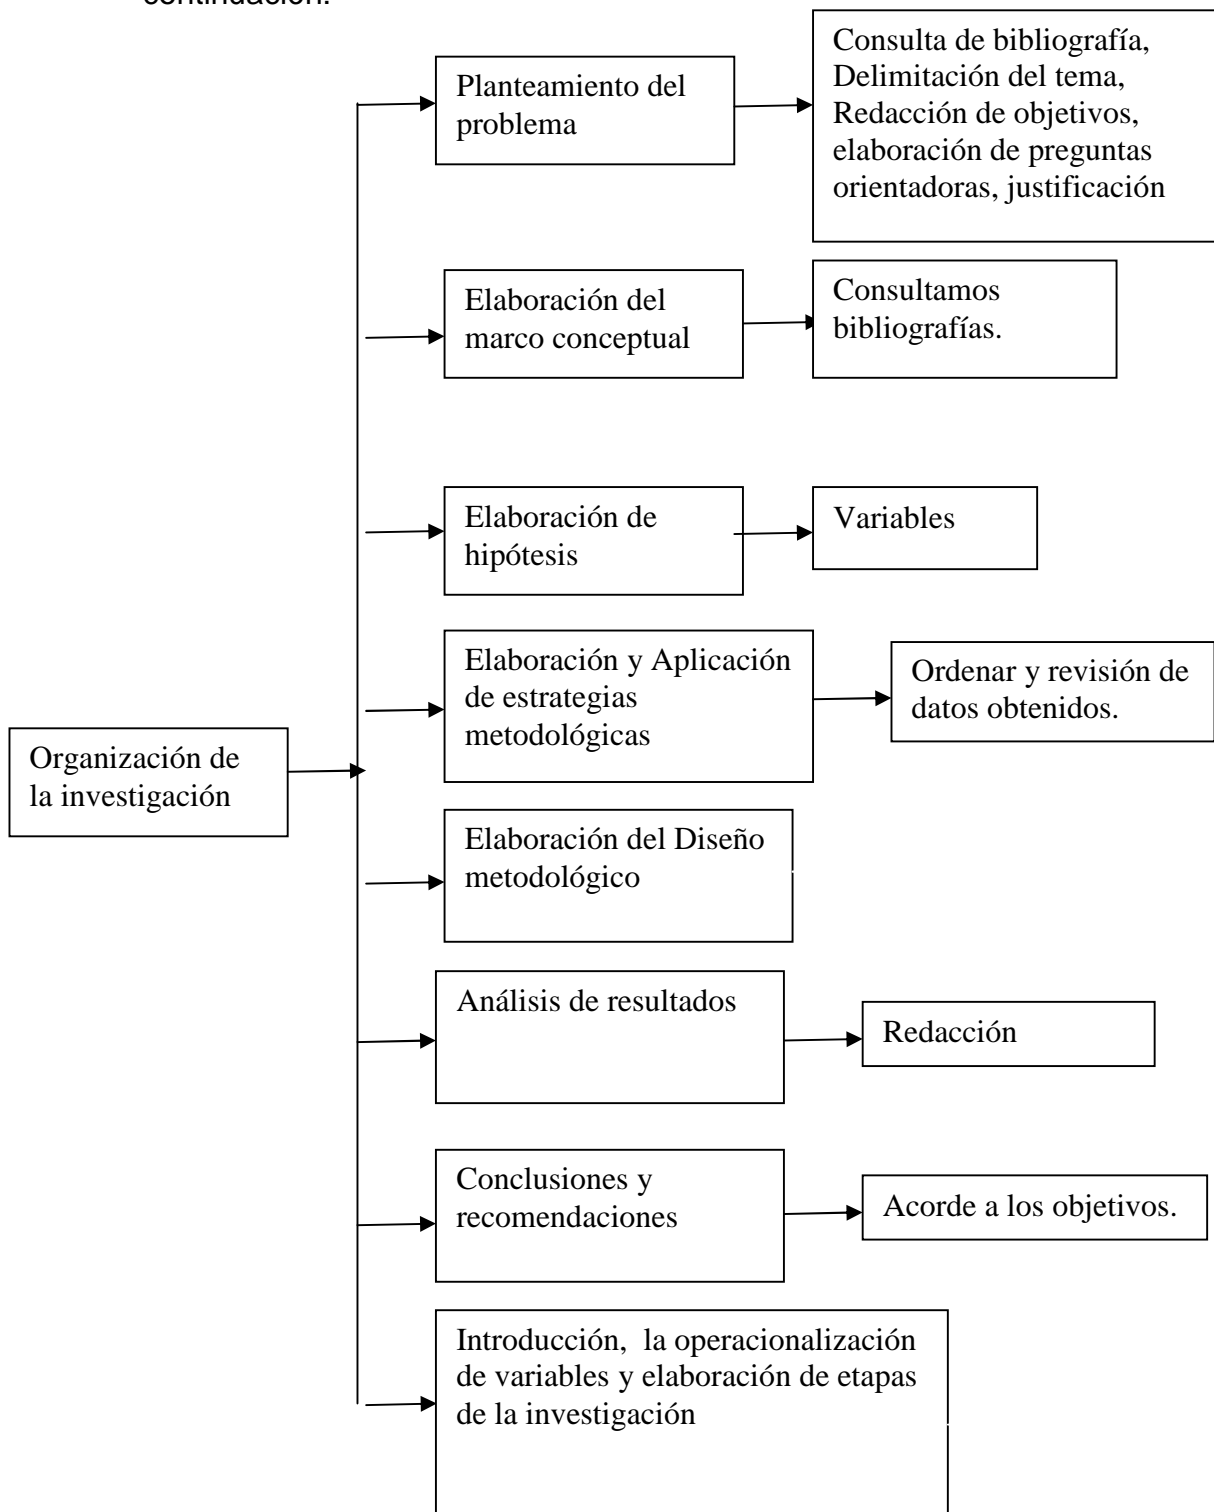 continuación:
Planteamiento del
problema
Consulta de bibliografía,
Delimitación del tema,
Redacción de objetivos,
elaboración de preguntas
orientadoras, justificación
Elaboración del
marco conceptual
Consultamos
bibliografías.
Elaboración de
hipótesis
Variables
Elaboración y Aplicación
de estrategias
metodológicas
Ordenar y revisión de
datos obtenidos.
Organización de
la investigación
Elaboración del Diseño
metodológico
Análisis de resultados
Redacción
Conclusiones y
recomendaciones
Acorde a los objetivos.
Introducción, la operacionalización
de variables y elaboración de etapas
de la investigación